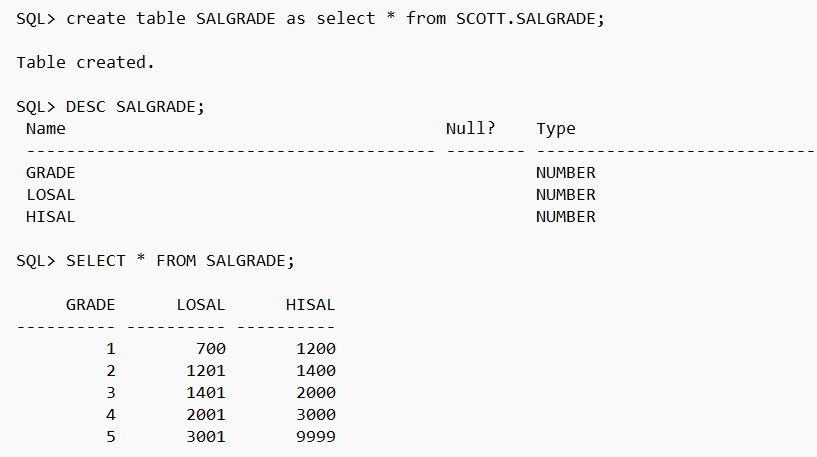 SQL> create table SALGRADE as select * from SCOTT.SALGRADE;
Table created.
SQL> DESC SALGRADE;
Name Null? Type
----------------------------------------- -------- ----------------------------
GRADE NUMBER
LOSAL NUMBER
HISAL NUMBER
SQL> SELECT * FROM SALGRADE;
GRADE LOSAL HISAL
---------- ---------- ----------
1 700 1200
2 1201 1400
3 1401 2000
4 2001 3000
5 3001 9999